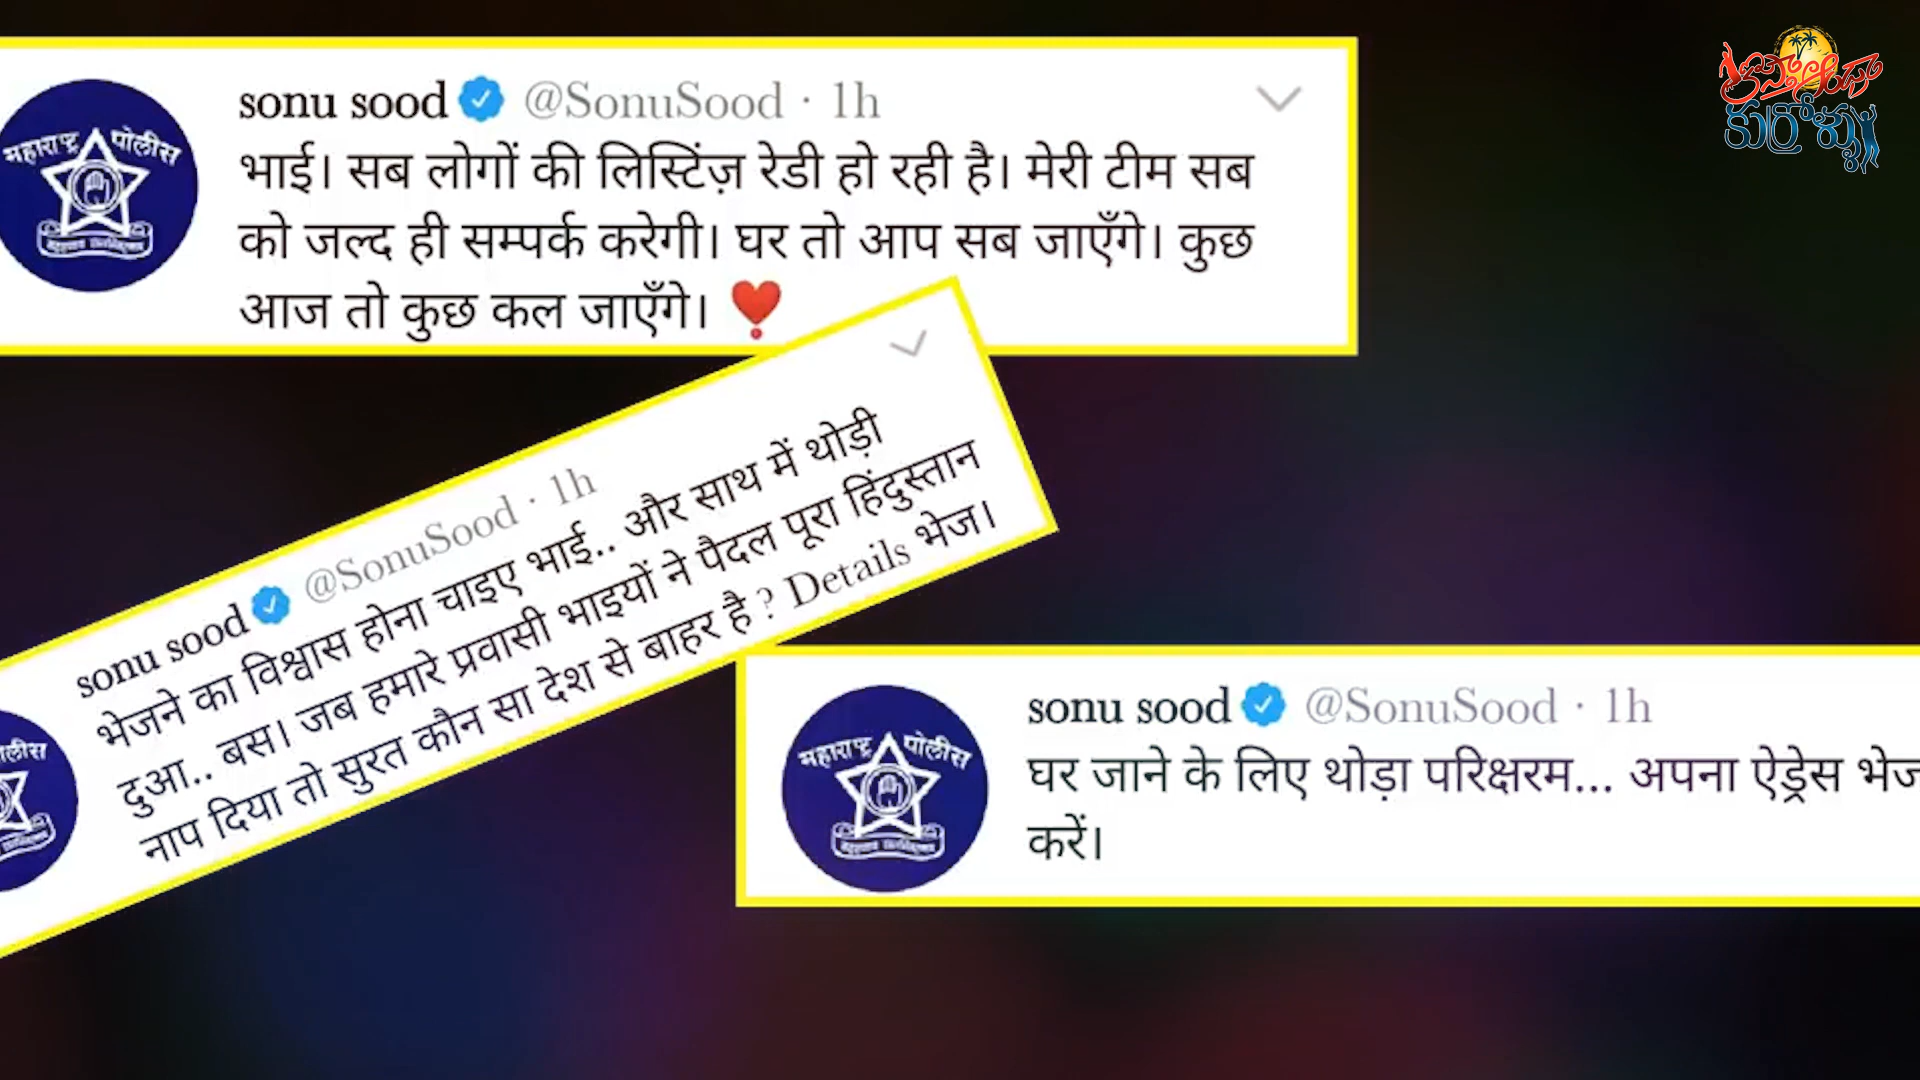 sonu sood @SonuSood · 1h
भाई। सब लोगों की लिस्टिंज़ रेडी हो रही है। मेरी टीम सब
को जल्द ही सम्पर्क करेगी। घर तो आप सब जाएँगे। कुछ
आज तो कुछ कल जाएँगे। ❣️
महाराष्ट्र पोलीस
sonu sood @SonuSood · 1h
भेजने का विश्वास होना चाइए भाई.. और साथ में थोड़ी
दुआ.. बस। जब हमारे प्रवासी भाइयों ने पैदल पूरा हिंदुस्तान
नाप दिया तो सुरत कौन सा देश से बाहर है ? Details भेज।
sonu sood @SonuSood · 1h
घर जाने के लिए थोड़ा परिक्षरम... अपना ऐड्रेस भेज
करें।
महाराष्ट्र पोलीस